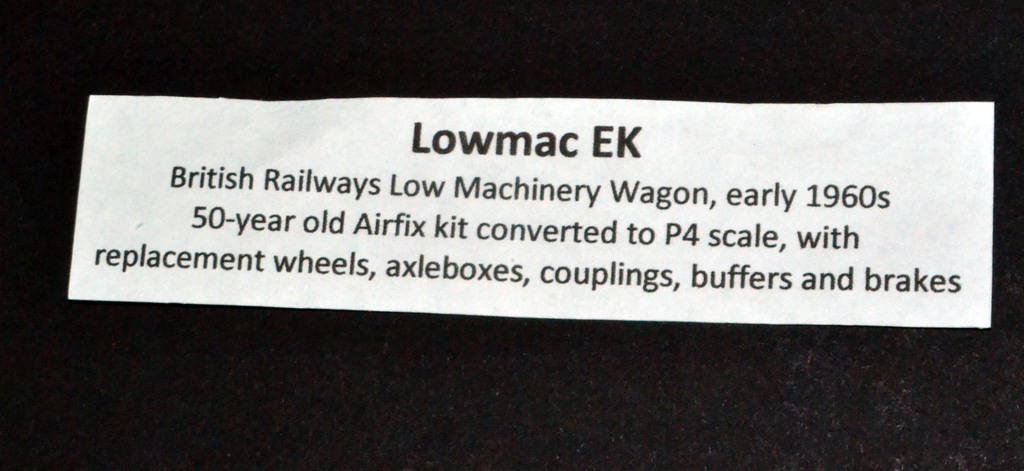 Lowmac EK
British Railways Low Machinery Wagon, early 1960s
50-year old Airfix kit converted to P4 scale, with
replacement wheels, axleboxes, couplings, buffers and brakes